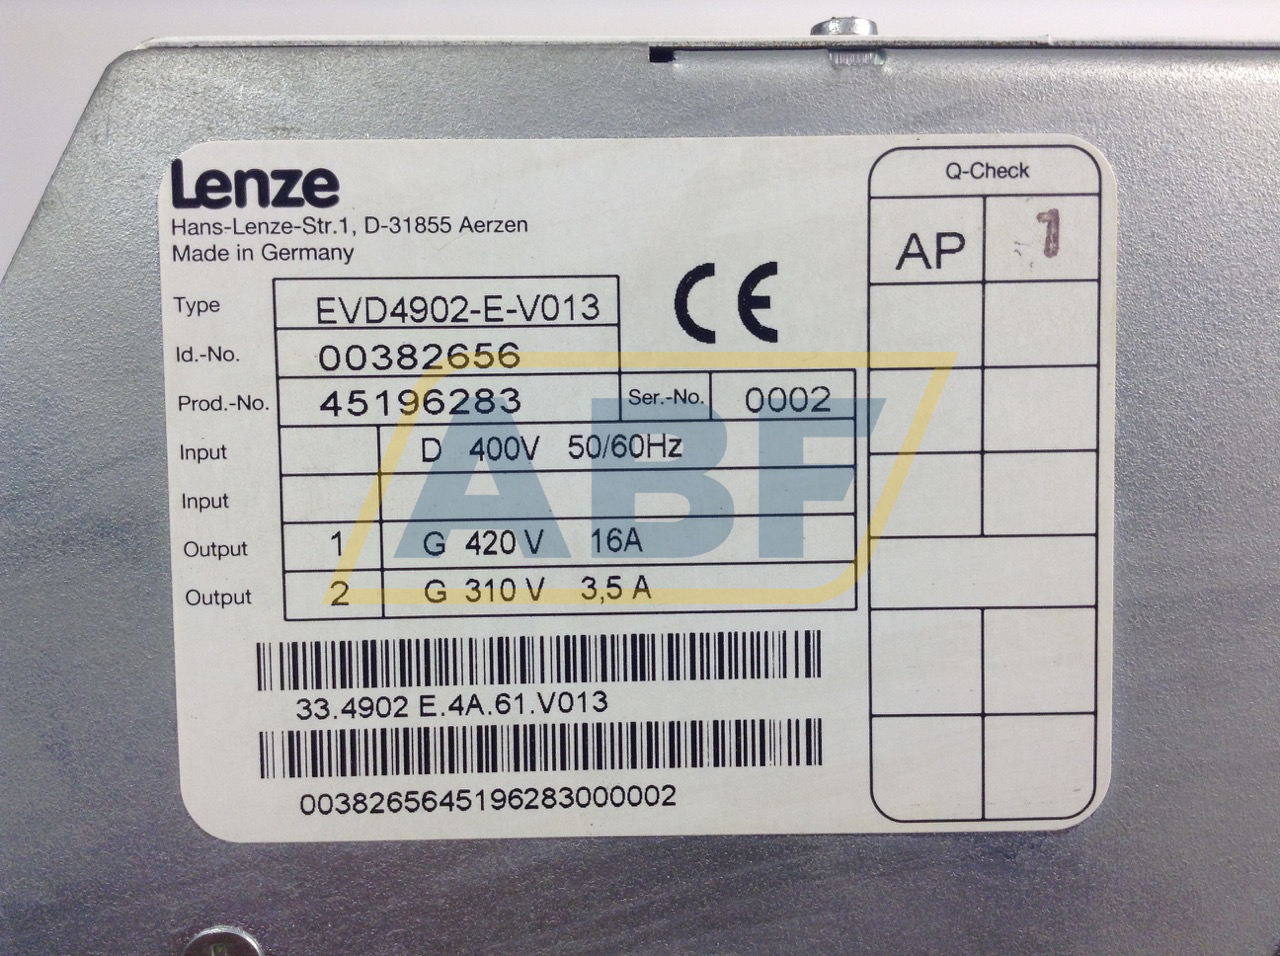 Lenze
Hans-Lenze-Str.1, D-31855 Aerzen
Made in Germany
Type EVD4902-E-V013
Id.-No. 00382656
Prod.-No. 45196283 Ser.-No. 0002
Input D 400V 50/60Hz
Input
Output 1 G 420 V 16A
Output 2 G 310 V 3,5 A
33.4902 E.4A.61.V013
0038265645196283000002
CE
Q-Check
AP 1
ABF